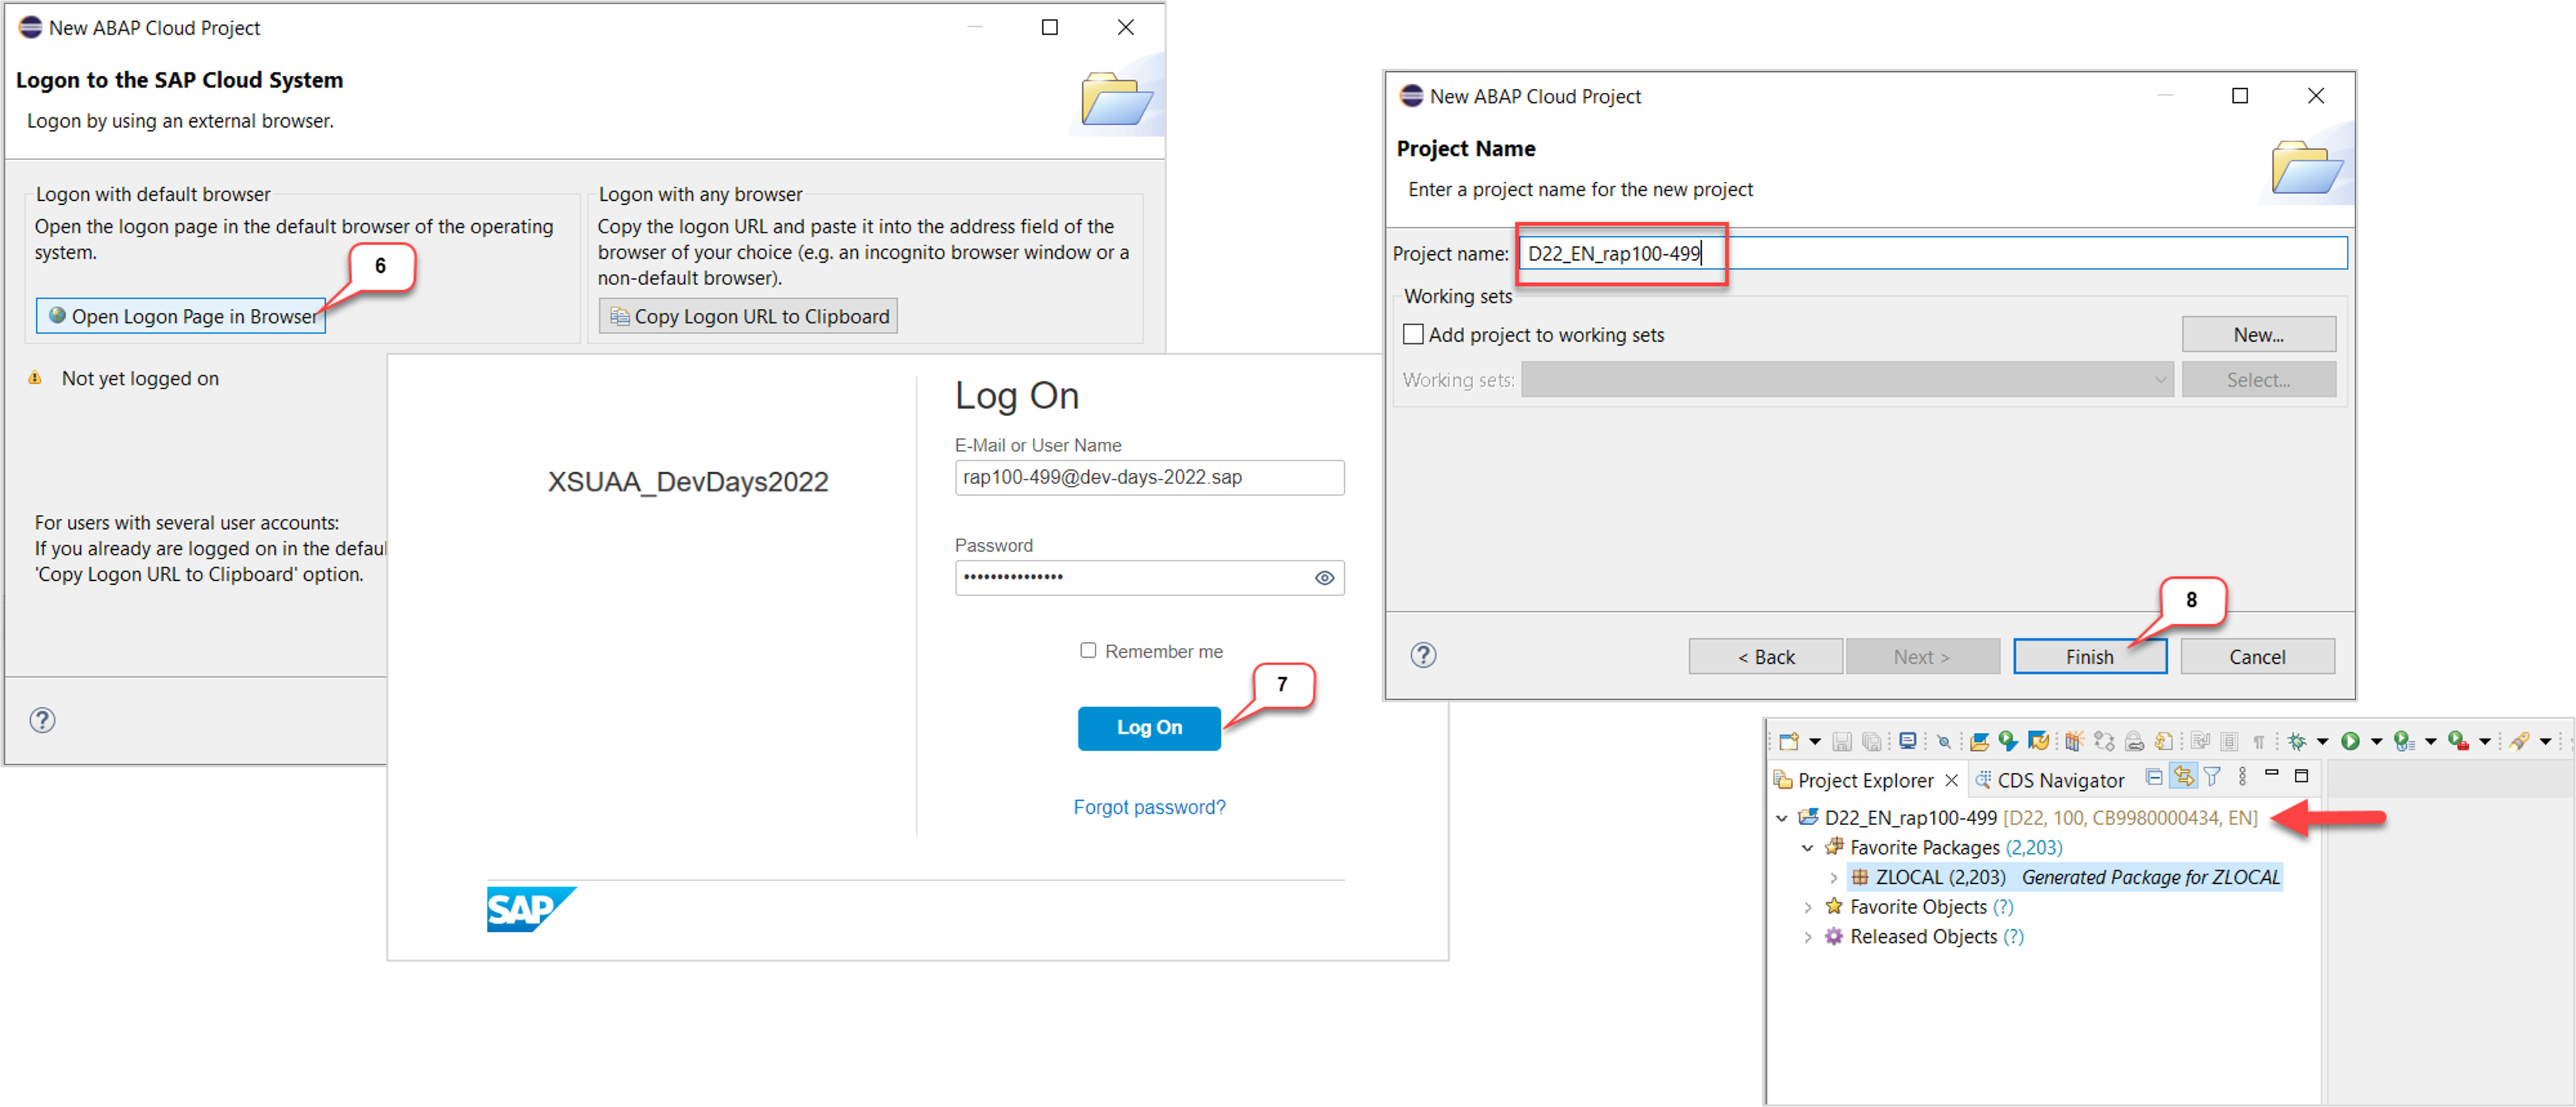 New ABAP Cloud Project
Logon to the SAP Cloud System
Logon by using an external browser.
Logon with default browser
Open the logon page in the default browser of the operating
system.
6
Open Logon Page in Browser
Logon with any browser
Copy the logon URL and paste it into the address field of the
browser of your choice (e.g. an incognito browser window or a
non-default browser).
Copy Logon URL to Clipboard
Not yet logged on
For users with several user accounts:
If you already are logged on in the defau
'Copy Logon URL to Clipboard' option.
?
XSUAA_DevDays2022
Log On
E-Mail or User Name
rap100-499@dev-days-2022.sap
Password
•••••••••••••••
Remember me
7
Log On
Forgot password?
SAP
New ABAP Cloud Project
Project Name
Enter a project name for the new project
Project name: D22_EN_rap100-499
Working sets
Add project to working sets
New...
Working sets:
Select...
8
?
< Back
Next >
Finish
Cancel
Project Explorer
CDS Navigator
D22_EN_rap100-499 [D22, 100, CB9980000434, EN]
Favorite Packages (2,203)
ZLOCAL (2,203) Generated Package for ZLOCAL
Favorite Objects (?)
Released Objects (?)